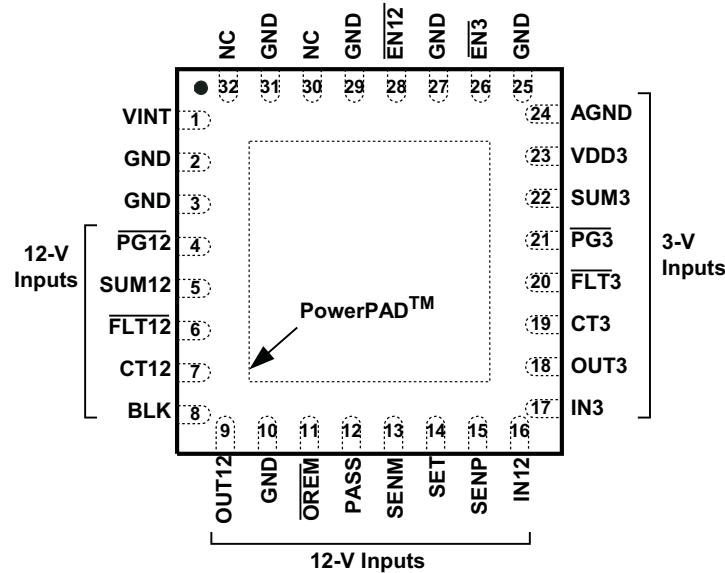 NC
GND
NC
GND
EN12
GND
EN3
GND
32
31
30
29
28
27
26
25
VINT 1
GND 2
GND 3
PG12 4
SUM12 5
FLT12 6
CT12 7
BLK 8
12-V
Inputs
PowerPAD™
24 AGND
23 VDD3
22 SUM3
21 PG3
20 FLT3
19 CT3
18 OUT3
17 IN3
3-V
Inputs
9
10
11
12
13
14
15
16
OUT12
GND
OREM
PASS
SENM
SET
SENP
IN12
12-V Inputs